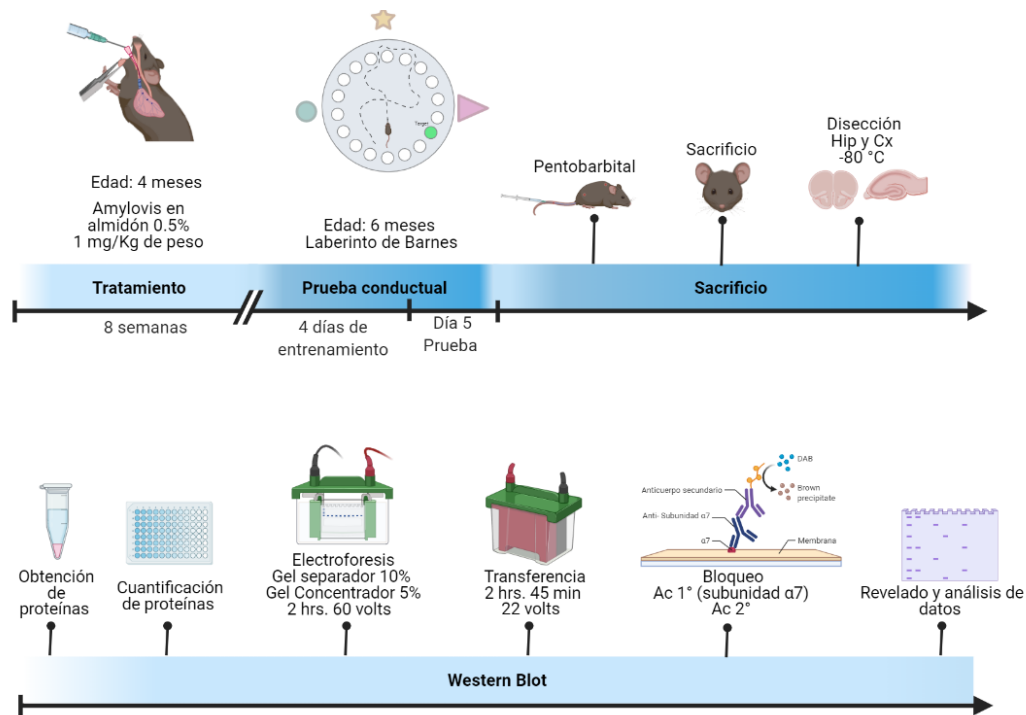 Target
Edad: 4 meses
Amylovis en
almidón 0.5%
1 mg/Kg de peso
Edad: 6 meses
Laberinto de Barnes
Pentobarbital
Sacrificio
Disección
Hip y Cx
-80 °C
Tratamiento
Prueba conductual
Sacrificio
8 semanas
4 días de
entrenamiento
Día 5
Prueba
Obtención
de
proteínas
Cuantificación
de proteínas
Electroforesis
Gel separador 10%
Gel Concentrador 5%
2 hrs. 60 volts
Transferencia
2 hrs. 45 min
22 volts
DAB
Brown
precipitate
Anticuerpo secundario
Anti- Subunidad α7
α7
Membrana
Bloqueo
Ac 1° (subunidad α7)
Ac 2°
Revelado y análisis de
datos
Western Blot